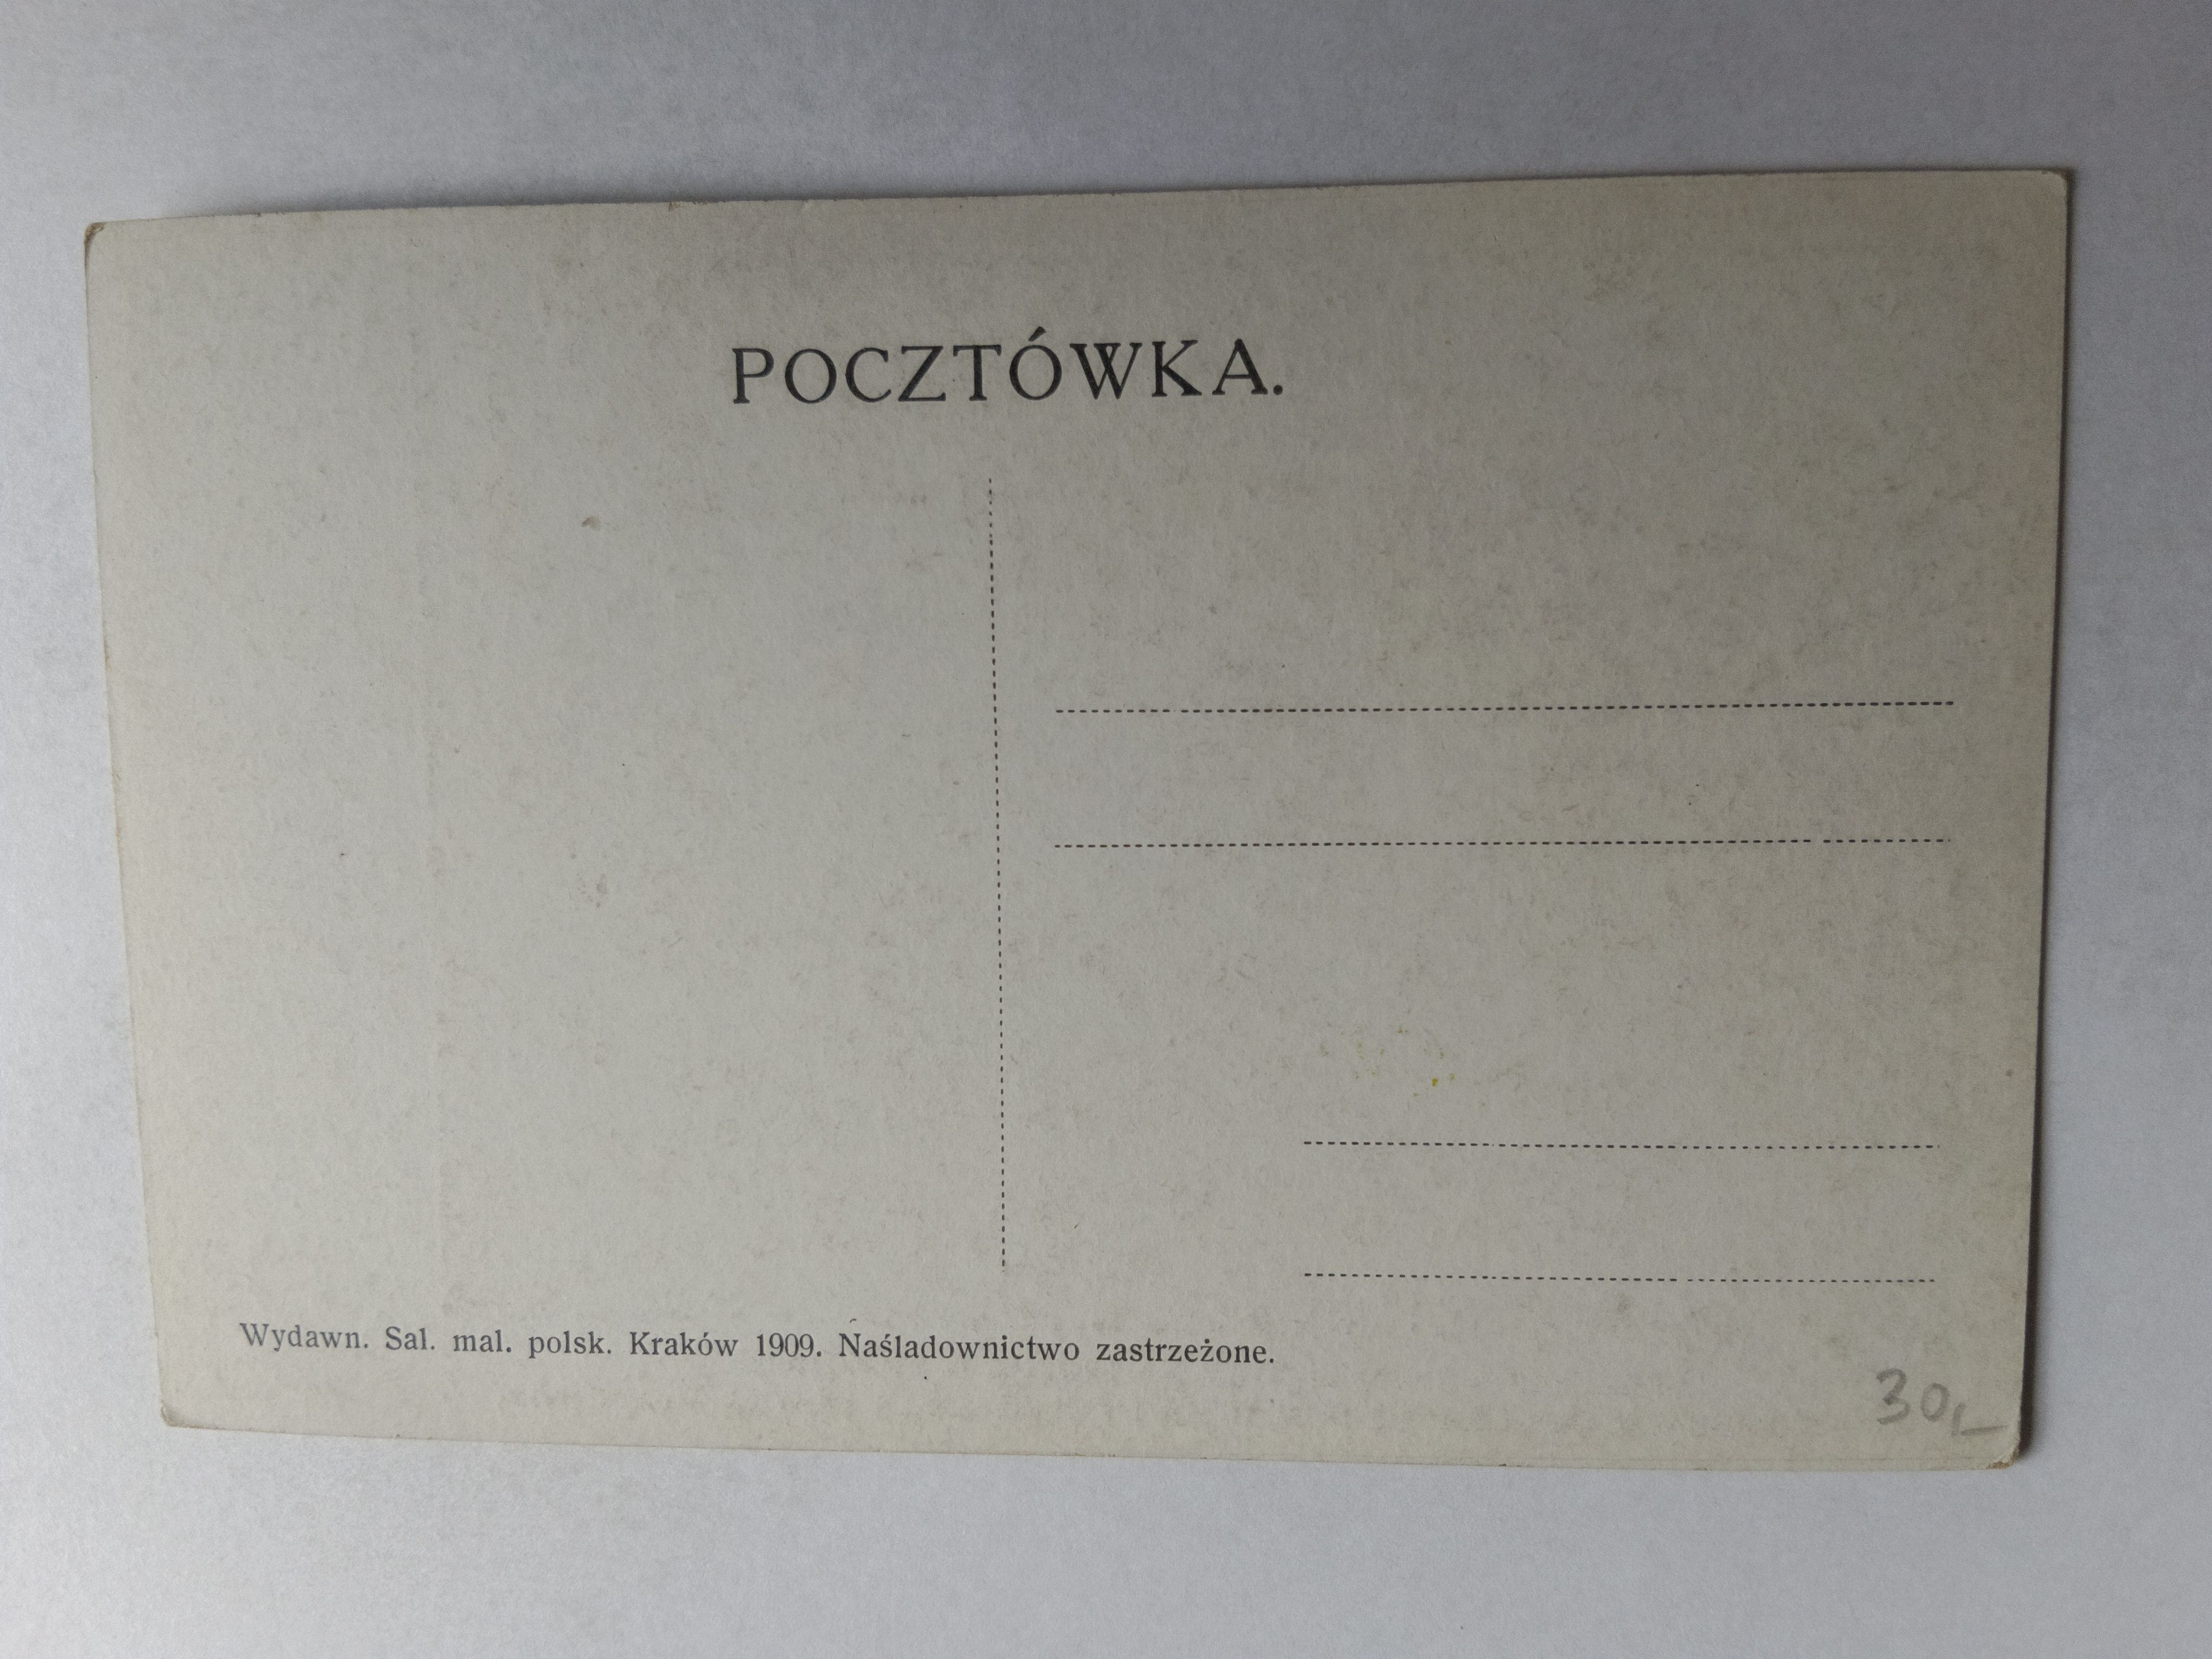 POCZTÓWKA.
Wydawn. Sal. mal. polsk. Kraków 1909. Naśladownictwo zastrzeżone.
30,-